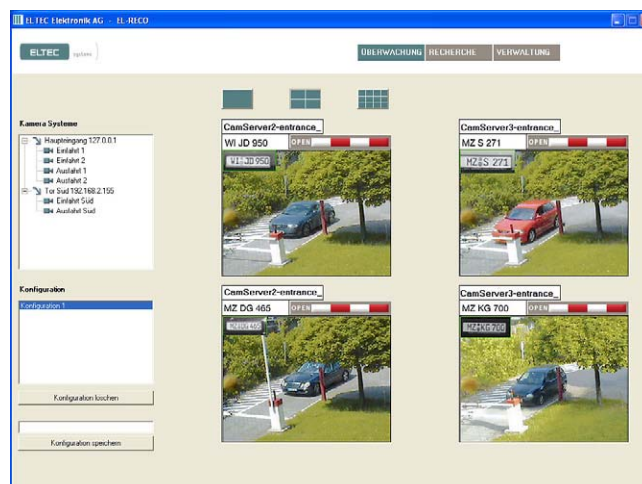 ELTEC Elektronik AG - EL-RECO
ELTEC
ÜBERWACHUNG RECHERCHE VERWALTUNG
Kamera Systeme
Haupteingang 127.0.0.1
Einfahrt 1
Einfahrt 2
Ausfahrt 1
Ausfahrt 2
Tor Süd 192.168.2.155
Einfahrt Süd
Ausfahrt Süd
Konfiguration
Konfiguration 1
Konfiguration löschen
Konfiguration speichern
CamServer2-entrance_
WI JD 950 OPEN
WI JD 950
CamServer3-entrance_
MZ S 271 OPEN
MZ S 271
CamServer2-entrance_
MZ DG 465 OPEN
MZ DG 465
CamServer3-entrance_
MZ KG 700 OPEN
MZ KG 700